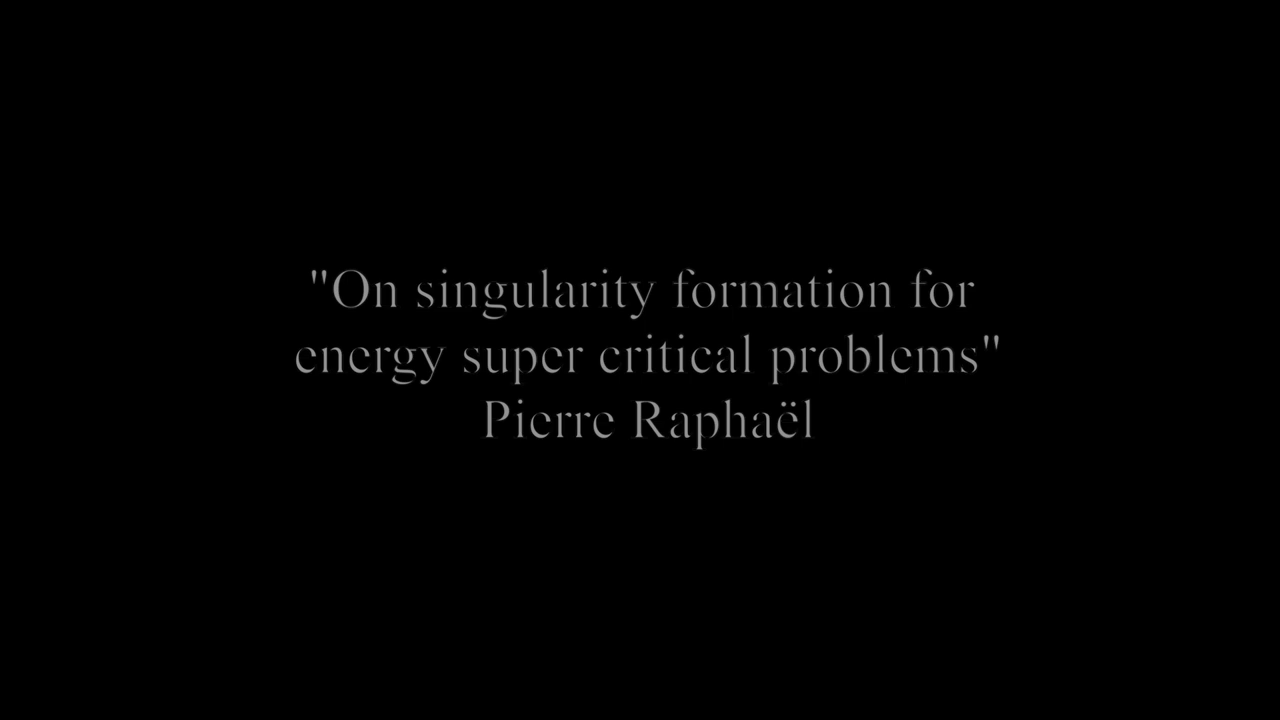 "On singularity formation for
energy super critical problems"
Pierre Raphaël